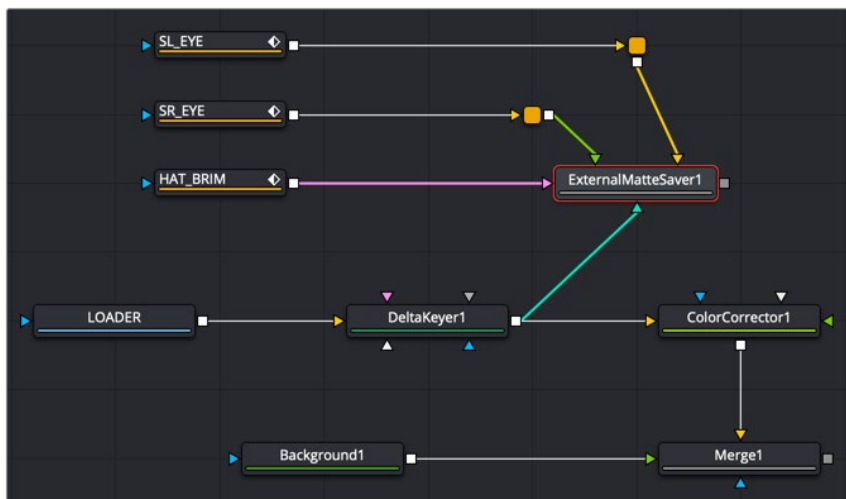 SL_EYE
SR_EYE
HAT_BRIM
ExternalMatteSaver1
LOADER
DeltaKeyer1
ColorCorrector1
Background1
Merge1